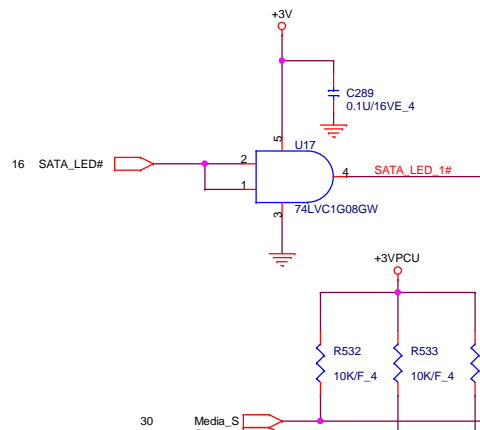 +3V
C289
0.1U/16VE_4
5
U17
16 SATA_LED#
2
4
SATA_LED_1#
1
3
74LVC1G08GW
+3VPCU
R532
R533
10K/F_4
10K/F_4
30
Media_S